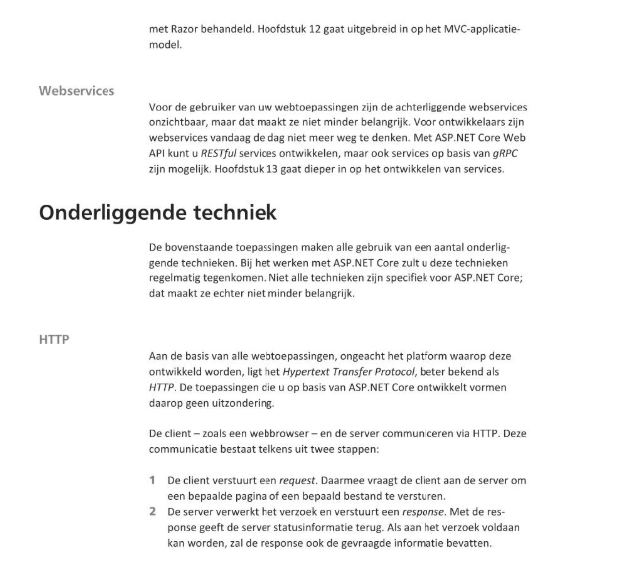 met Razor behandeld. Hoofdstuk 12 gaat uitgebreid in op het MVC-applicatie-
model.
Webservices
Voor de gebruiker van uw webtoepassingen zijn de achterliggende webservices
onzichtbaar, maar dat maakt ze niet minder belangrijk. Voor ontwikkelaars zijn
webservices vandaag de dag niet meer weg te denken. Met ASP.NET Core Web
API kunt u RESTful services ontwikkelen, maar ook services op basis van gRPC
zijn mogelijk. Hoofdstuk 13 gaat dieper in op het ontwikkelen van services.
Onderliggende techniek
De bovenstaande toepassingen maken alle gebruik van een aantal onderlig-
gende technieken. Bij het werken met ASP.NET Core zult u deze technieken
regelmatig tegenkomen. Niet alle technieken zijn specifiek voor ASP.NET Core;
dat maakt ze echter niet minder belangrijk.
HTTP
Aan de basis van alle webtoepassingen, ongeacht het platform waarop deze
ontwikkeld worden, ligt het Hypertext Transfer Protocol, beter bekend als
HTTP. De toepassingen die u op basis van ASP.NET Core ontwikkelt vormen
daarop geen uitzondering.
De client – zoals een webbrowser – en de server communiceren via HTTP. Deze
communicatie bestaat telkens uit twee stappen:
1 De client verstuurt een request. Daarmee vraagt de client aan de server om
een bepaalde pagina of een bepaald bestand te versturen.
2 De server verwerkt het verzoek en verstuurt een response. Met de res-
ponse geeft de server statusinformatie terug. Als aan het verzoek voldaan
kan worden, zal de response ook de gevraagde informatie bevatten.